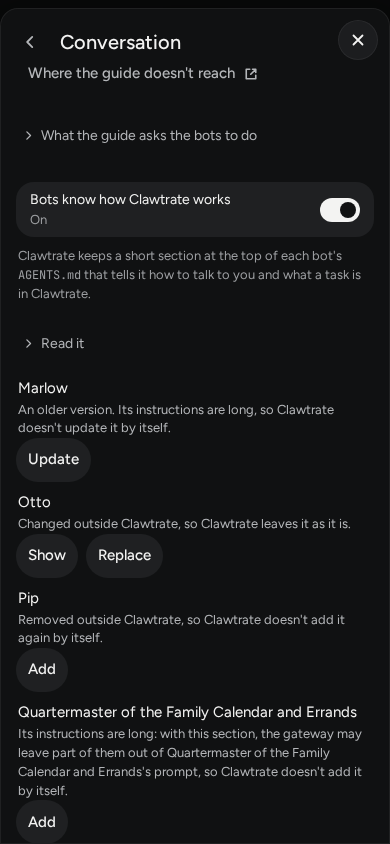 Conversation
Where the guide doesn't reach
What the guide asks the bots to do
Bots know how Clawtrate works
On
Clawtrate keeps a short section at the top of each bot's
AGENTS.md that tells it how to talk to you and what a task is
in Clawtrate.
Read it
Marlow
An older version. Its instructions are long, so Clawtrate
doesn't update it by itself.
Update
Otto
Changed outside Clawtrate, so Clawtrate leaves it as it is.
Show Replace
Pip
Removed outside Clawtrate, so Clawtrate doesn't add it
again by itself.
Add
Quartermaster of the Family Calendar and Errands
Its instructions are long: with this section, the gateway may
leave part of them out of Quartermaster of the Family
Calendar and Errands's prompt, so Clawtrate doesn't add it
by itself.
Add